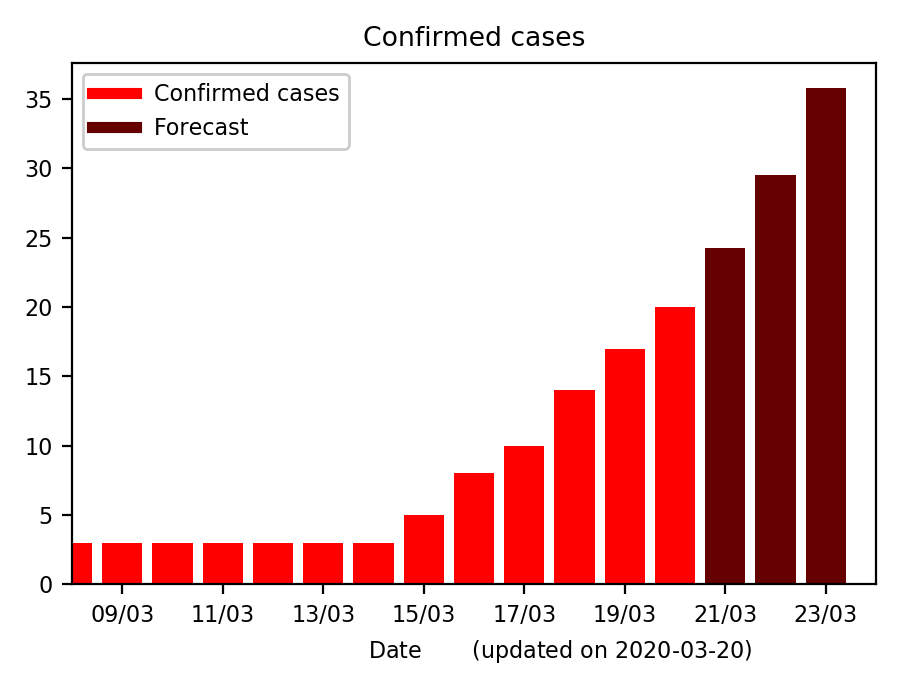 Confirmed cases
Confirmed cases
Forecast
35
30
25
20
15
10
5
0
09/03 11/03 13/03 15/03 17/03 19/03 21/03 23/03
Date (updated on 2020-03-20)